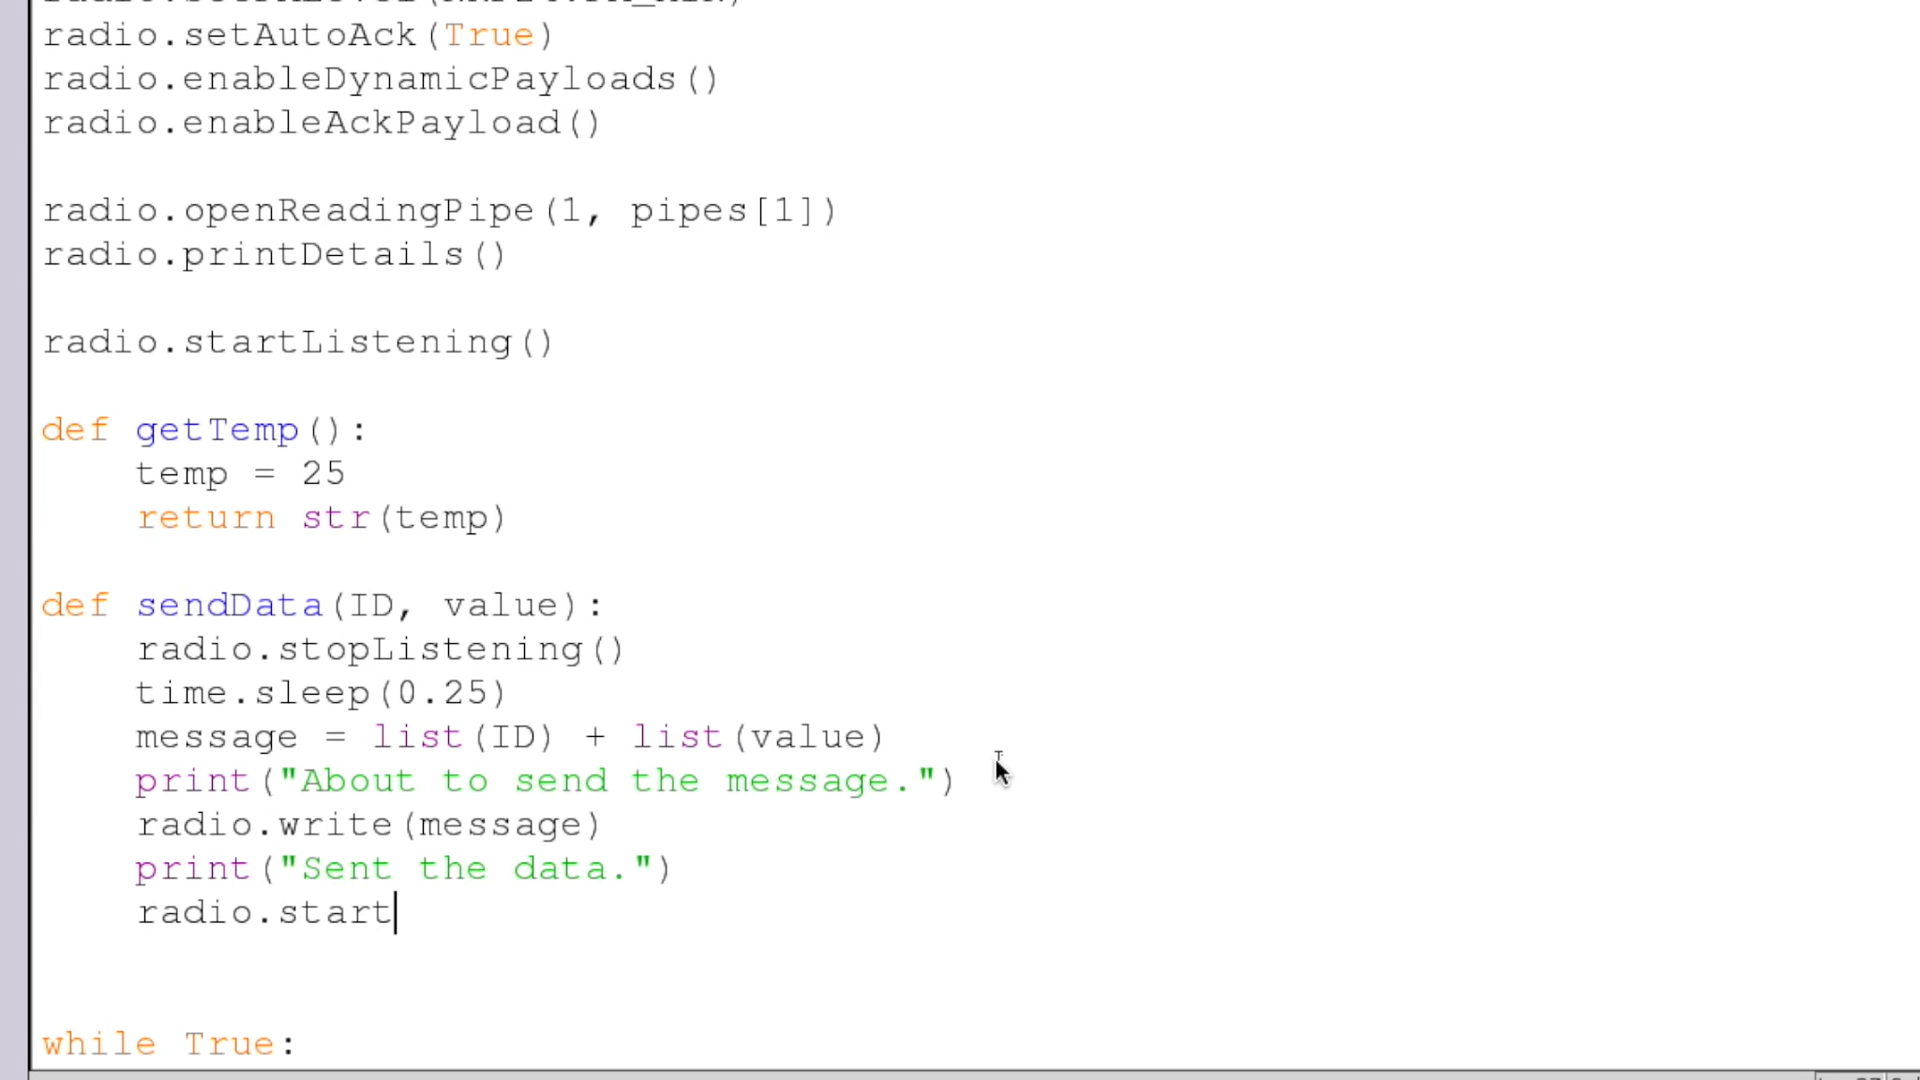 radio.setAutoAck(True)
radio.enableDynamicPayloads()
radio.enableAckPayload()
radio.openReadingPipe(1, pipes[1])
radio.printDetails()
radio.startListening()
def getTemp():
    temp = 25
    return str(temp)
def sendData(ID, value):
    radio.stopListening()
    time.sleep(0.25)
    message = list(ID) + list(value)
    print("About to send the message.")
    radio.write(message)
    print("Sent the data.")
    radio.start
while True: